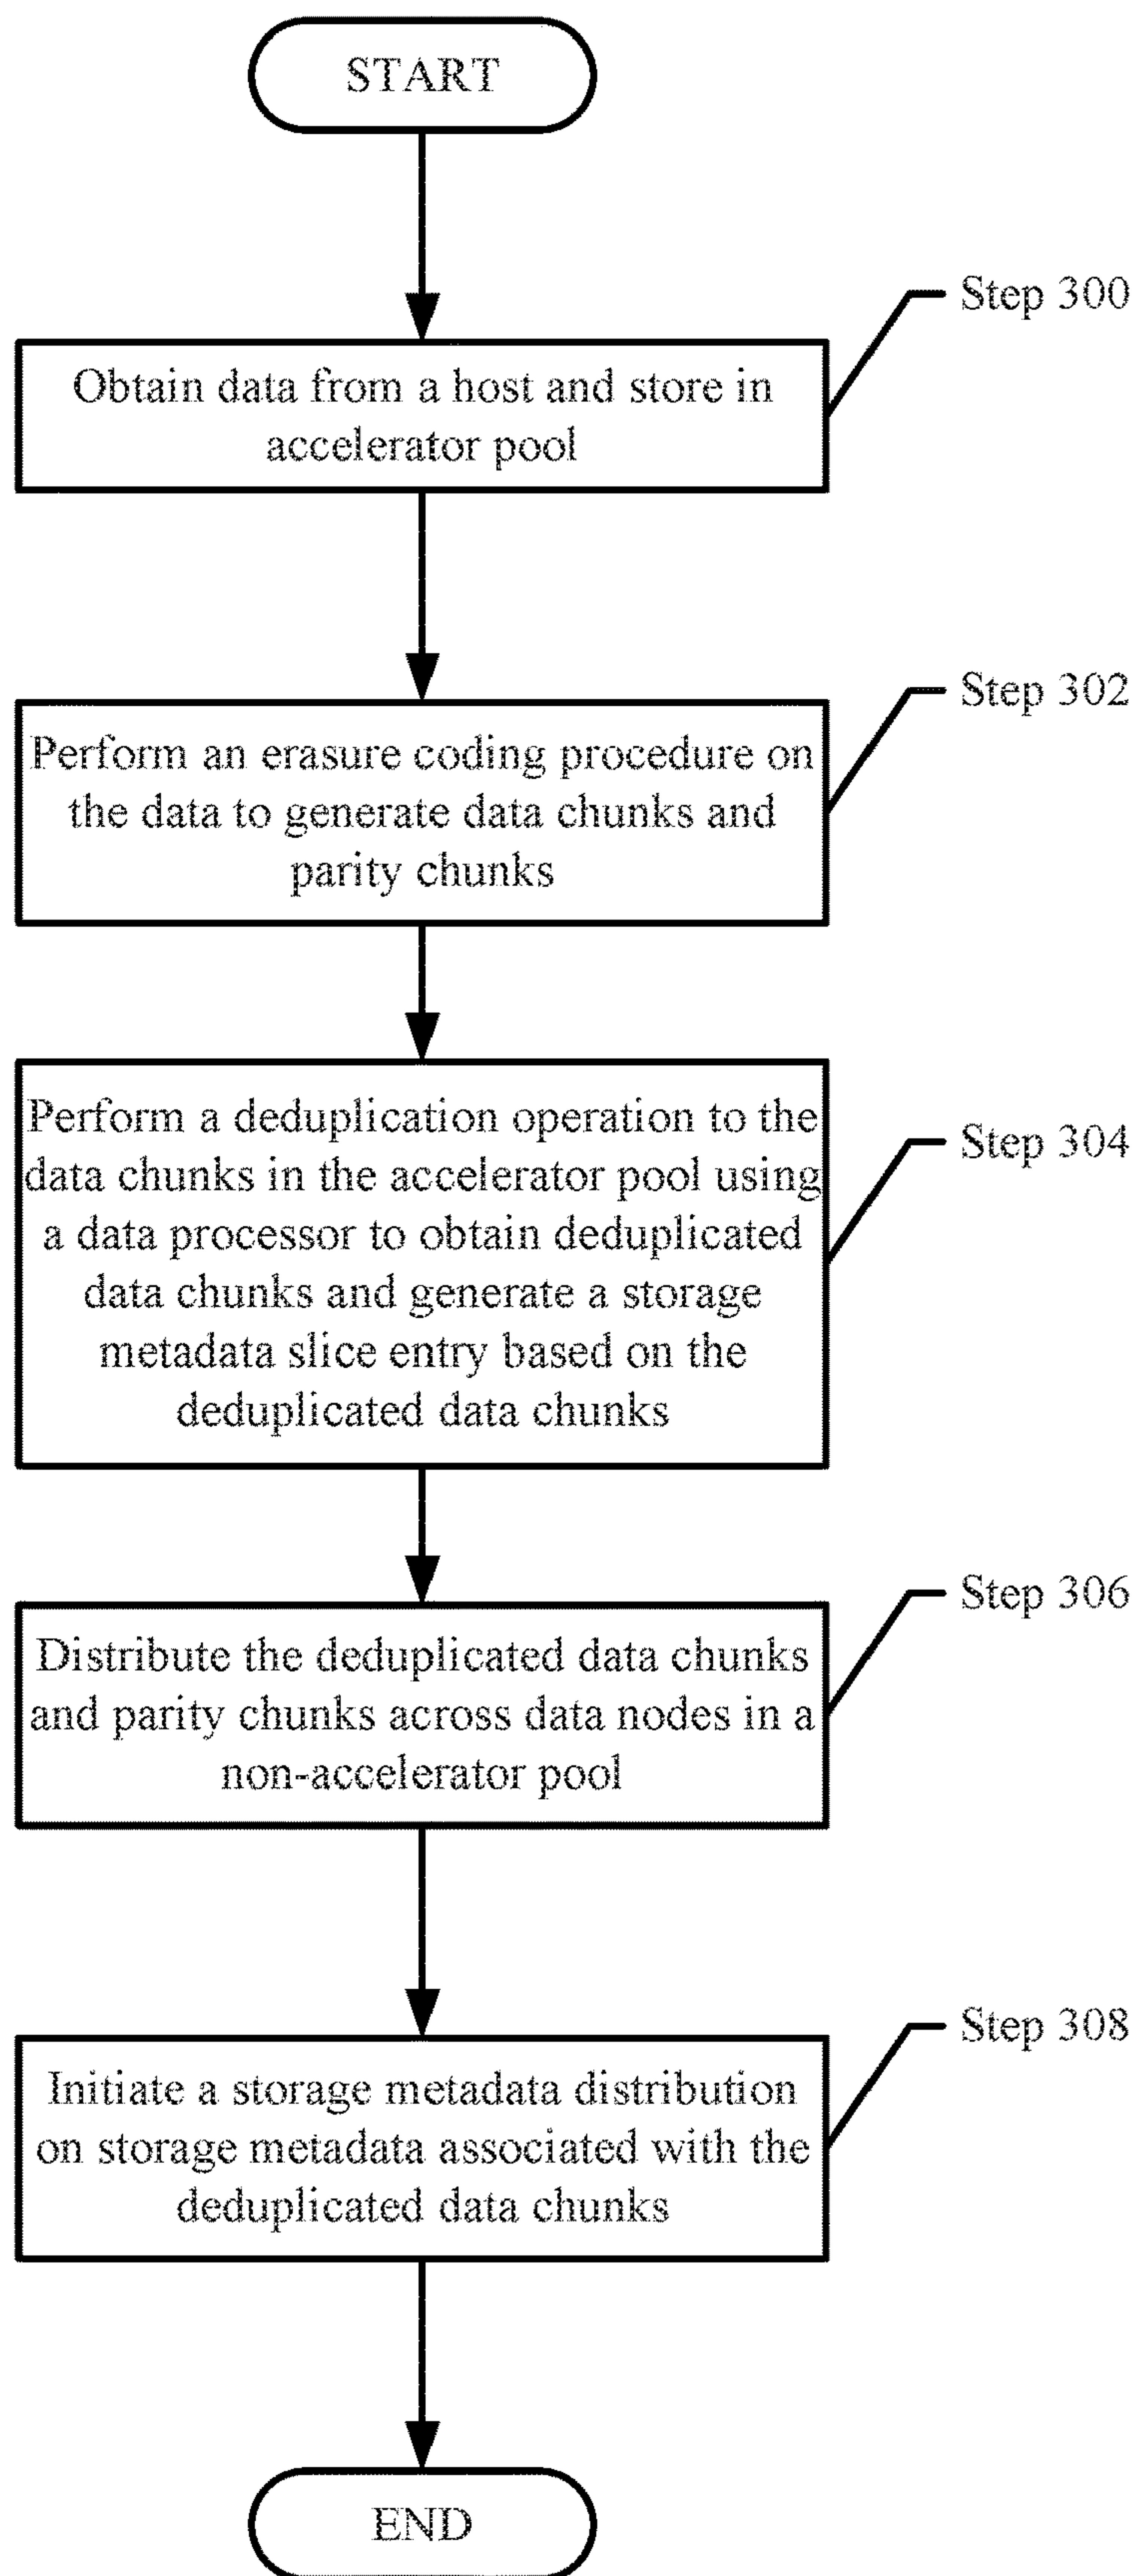 START
Step 300
Obtain data from a host and store in
accelerator pool
Step 302
Perform an erasure coding procedure on
the data to generate data chunks and
parity chunks
Step 304
Perform a deduplication operation to the
data chunks in the accelerator pool using
a data processor to obtain deduplicated
data chunks and generate a storage
metadata slice entry based on the
deduplicated data chunks
Step 306
Distribute the deduplicated data chunks
and parity chunks across data nodes in a
non-accelerator pool
Step 308
Initiate a storage metadata distribution
on storage metadata associated with the
deduplicated data chunks
END